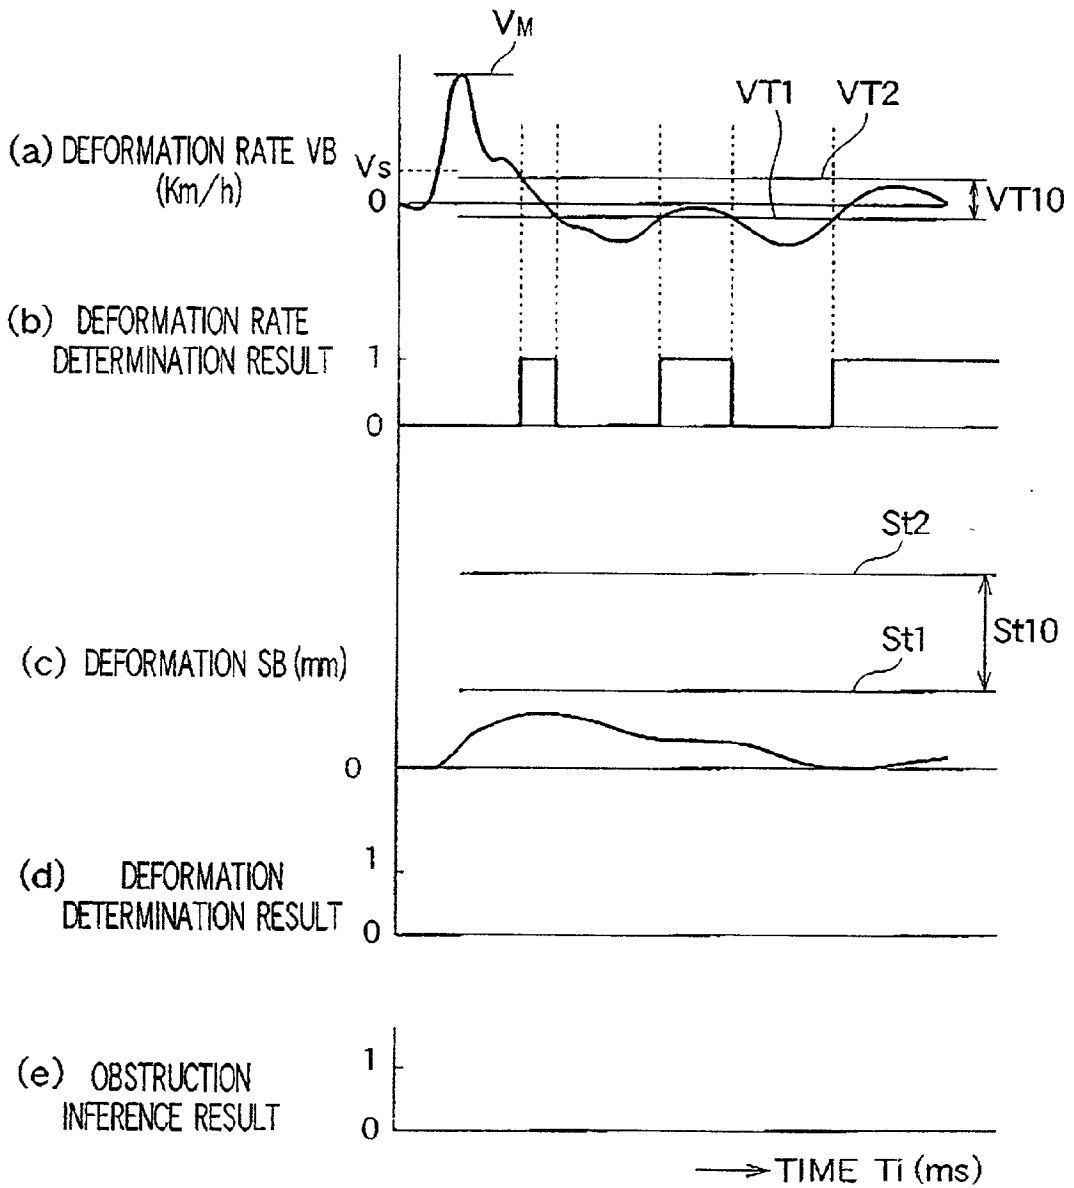 VM
VT1 VT2
(a) DEFORMATION RATE VB
(Km/h)
Vs
0
VT10
(b) DEFORMATION RATE
DETERMINATION RESULT
1
0
St2
St10
St1
(c) DEFORMATION SB (mm)
0
(d) DEFORMATION
DETERMINATION RESULT
1
0
(e) OBSTRUCTION
INFERENCE RESULT
1
0
TIME Ti (ms)